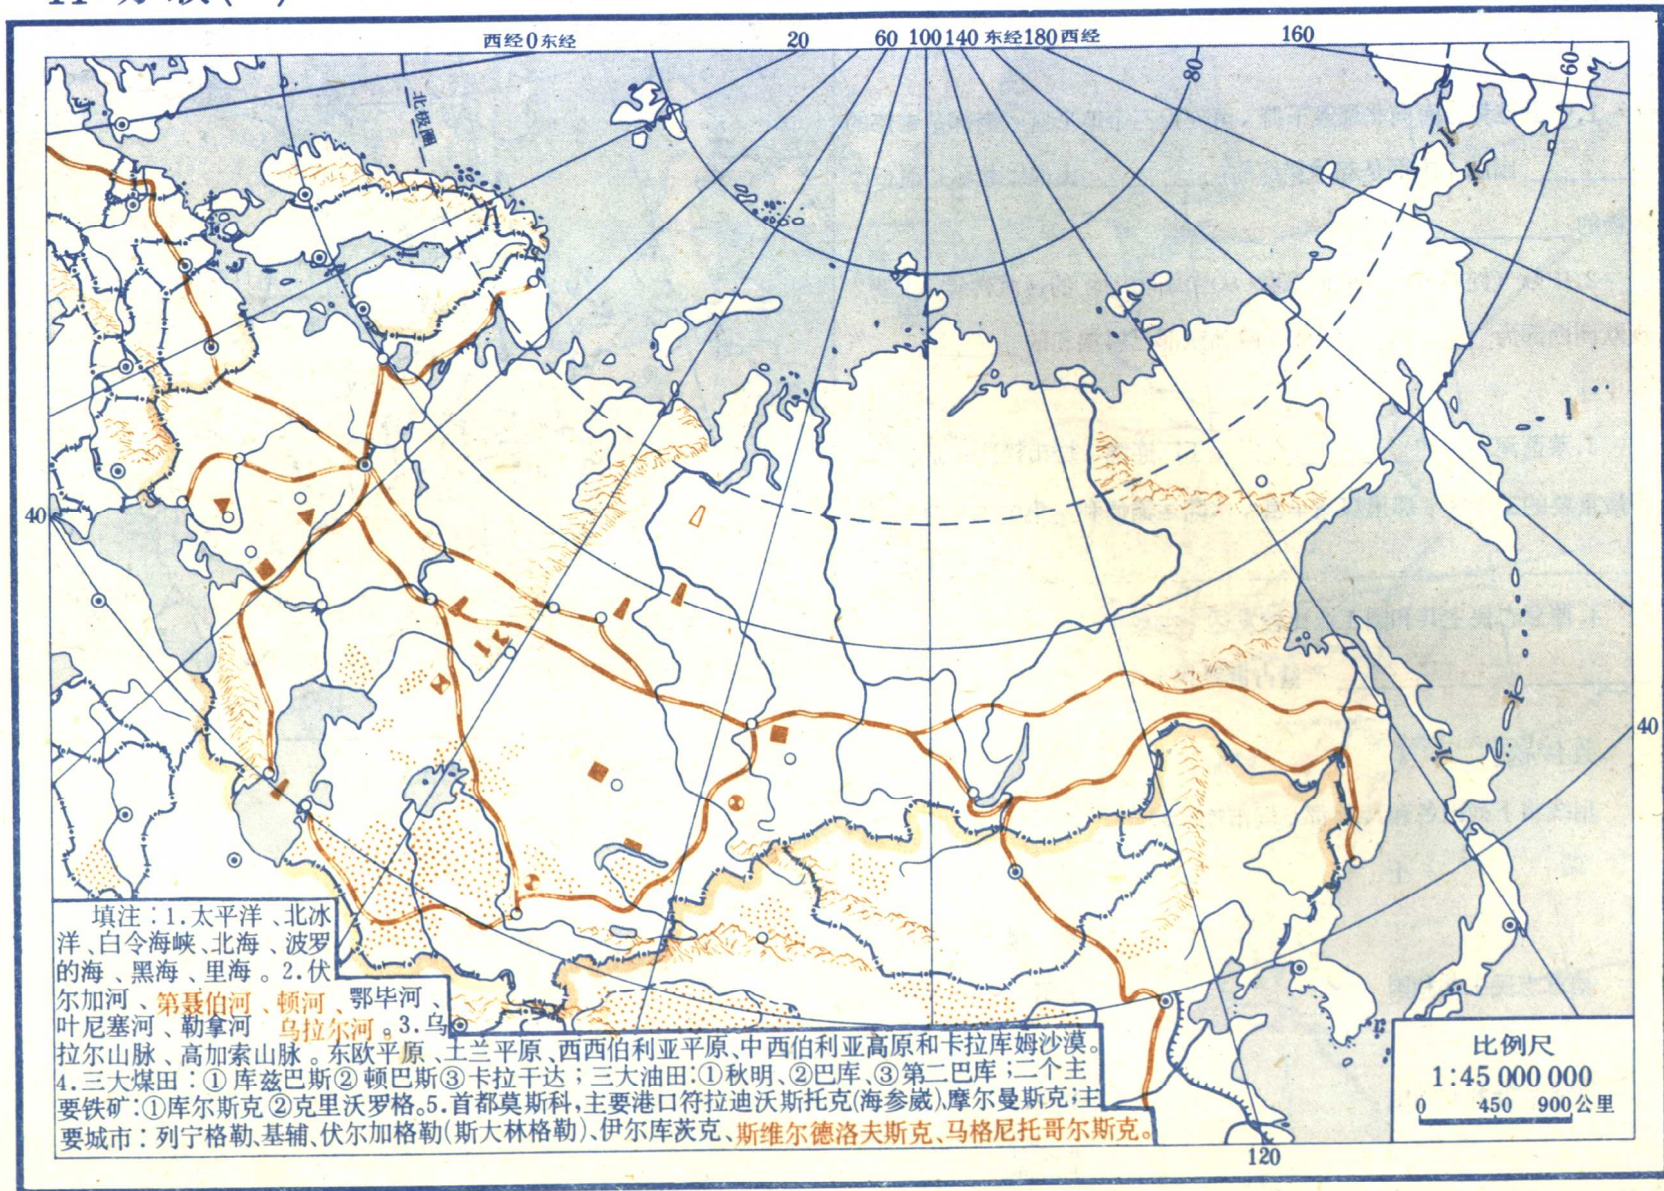 西经0东经 20 60 100 140 东经180西经 160
80
60
北极圈
40
40
填注：1.太平洋、北冰
洋、白令海峡、北海、波罗
的海、黑海、里海。2.伏
尔加河、第聂伯河、顿河、鄂毕河、
叶尼塞河、勒拿河 乌拉尔河。3.乌
拉尔山脉、高加索山脉。东欧平原、土兰平原、西西伯利亚平原、中西伯利亚高原和卡拉库姆沙漠。
4.三大煤田：①库兹巴斯②顿巴斯③卡拉干达；三大油田：①秋明、②巴库、③第二巴库；二个主
要铁矿：①库尔斯克②克里沃罗格。5.首都莫斯科，主要港口符拉迪沃斯托克(海参崴)、摩尔曼斯克；主
要城市：列宁格勒、基辅、伏尔加格勒(斯大林格勒)、伊尔库茨克、斯维尔德洛夫斯克、马格尼托哥尔斯克。
比例尺
1:45 000 000
0 450 900公里
120